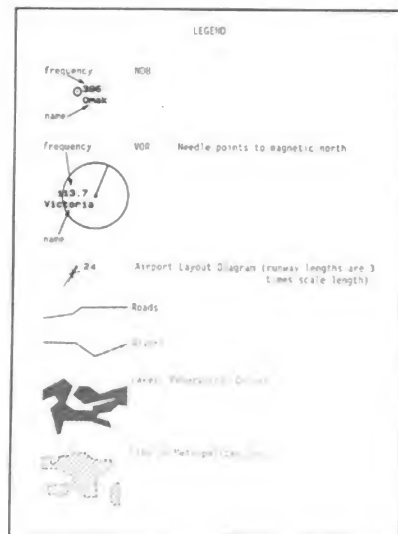 LEGEND
frequency NDB
396
Omak
name
frequency VOR Needle points to magnetic north
113.7
Victoria
name
24 Airport Layout Diagram (runway lengths are 3
times scale length)
Roads